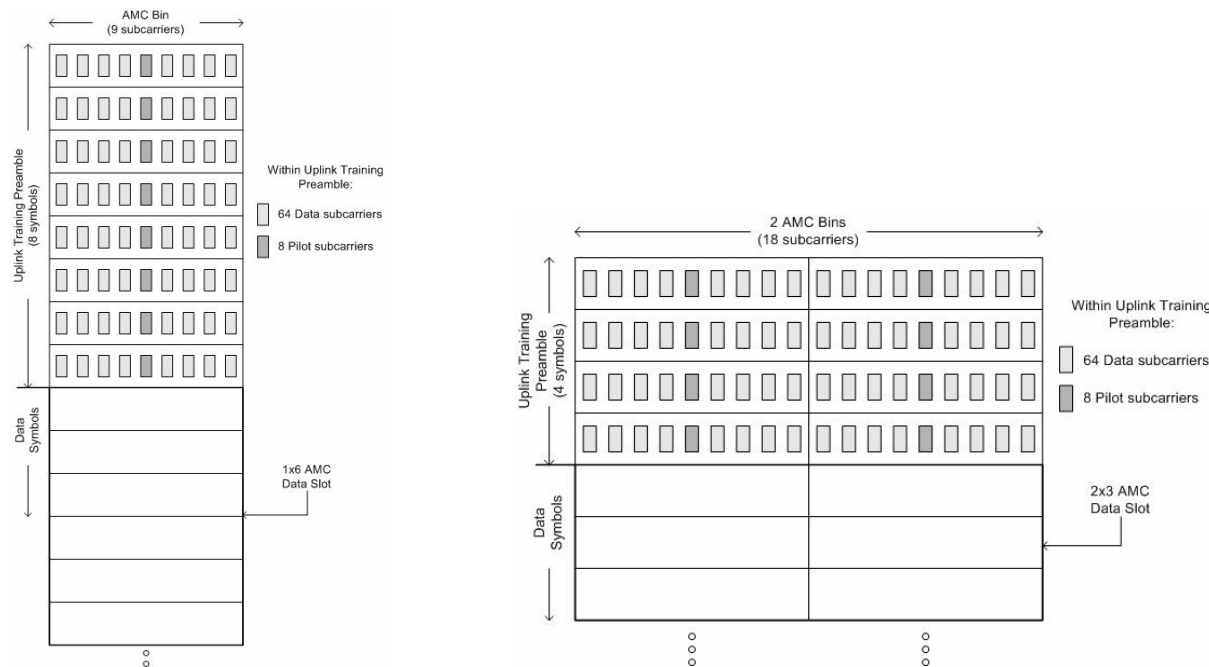 AMC Bin
(9 subcarriers)
Uplink Training Preamble
(8 symbols)
Within Uplink Training
Preamble:
64 Data subcarriers
8 Pilot subcarriers
Data
Symbols
1x6 AMC
Data Slot
2 AMC Bins
(18 subcarriers)
Uplink Training
Preamble
(4 symbols)
Within Uplink Training
Preamble:
64 Data subcarriers
8 Pilot subcarriers
Data
Symbols
2x3 AMC
Data Slot